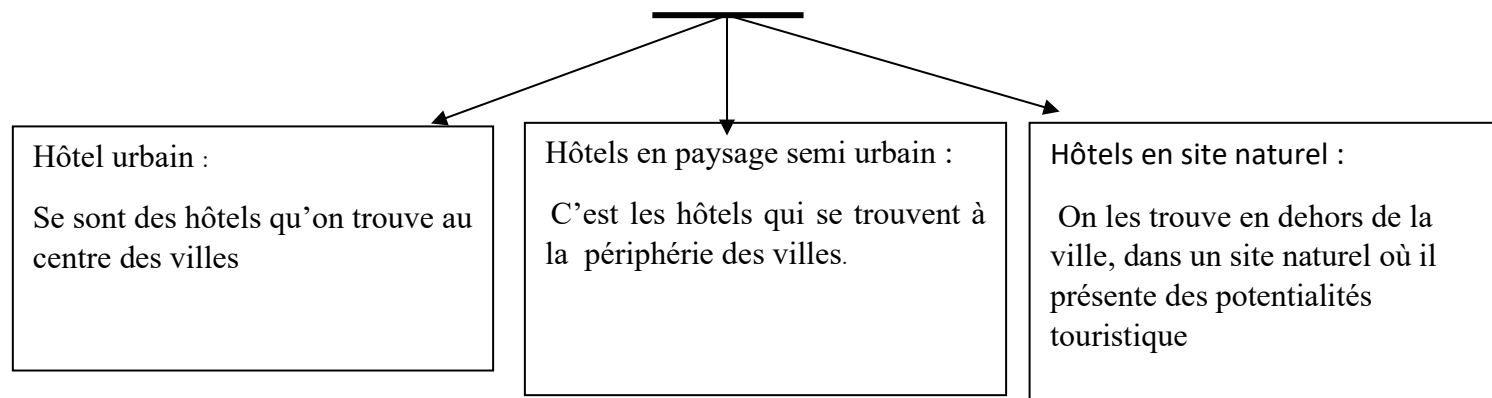 Hôtel urbain :
Se sont des hôtels qu’on trouve au
centre des villes
Hôtels en paysage semi urbain :
C’est les hôtels qui se trouvent à
la périphérie des villes.
Hôtels en site naturel :
On les trouve en dehors de la
ville, dans un site naturel où il
présente des potentialités
touristique